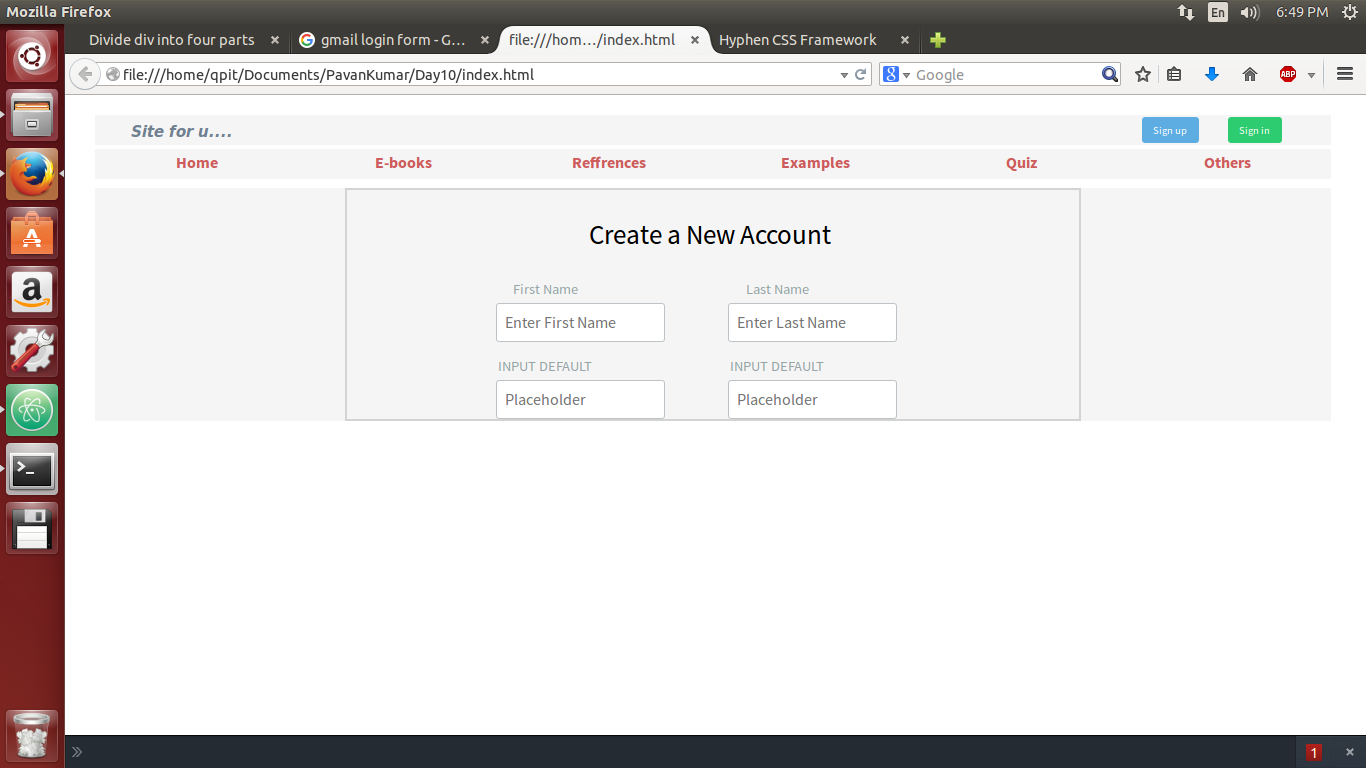 Mozilla Firefox En 6:49 PM
Divide div into four parts gmail login form - G... file:///hom.../index.html Hyphen CSS Framework
file:///home/qpit/Documents/PavanKumar/Day10/index.html 8 Google ABP
Site for u.... Sign up Sign in
Home E-books Reffrences Examples Quiz Others
Create a New Account
First Name Last Name
Enter First Name Enter Last Name
INPUT DEFAULT INPUT DEFAULT
Placeholder Placeholder
1